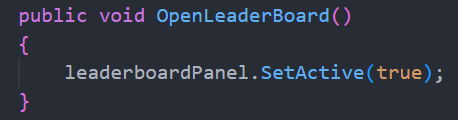 public void OpenLeaderBoard()
{
    leaderboardPanel.SetActive(true);
}